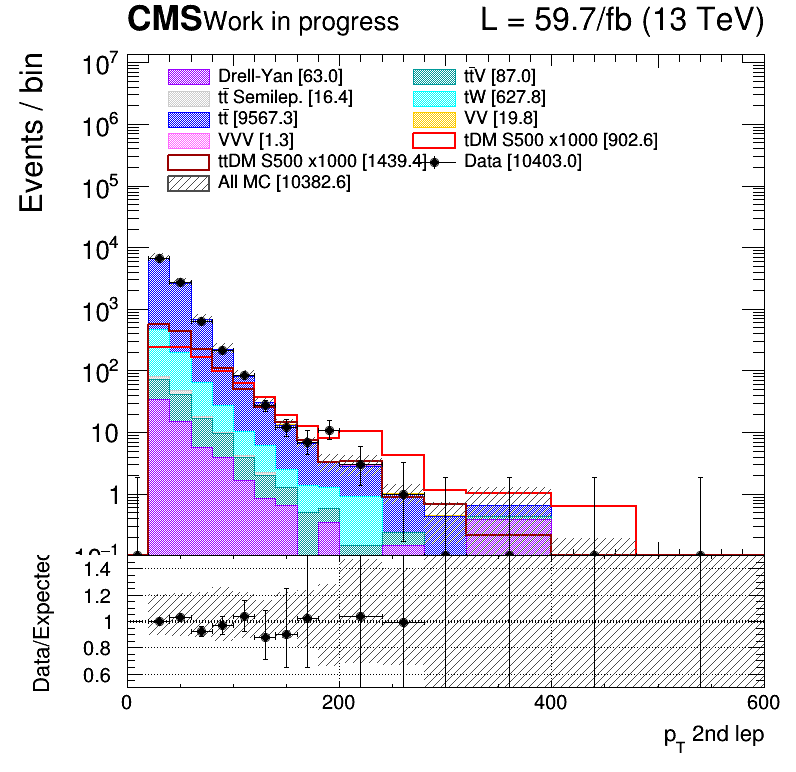 CMS Work in progress L = 59.7/fb (13 TeV)
Events / bin
10⁷
10⁶
10⁵
10⁴
10³
10²
10
1
10⁻¹
Drell-Yan [63.0]
tt̄V [87.0]
tt̄ Semilep. [16.4]
tW [627.8]
tt̄ [9567.3]
VV [19.8]
VVV [1.3]
tDM S500 x1000 [902.6]
ttDM S500 x1000 [1439.4]
Data [10403.0]
All MC [10382.6]
Data/Expected
1.4
1.2
1
0.8
0.6
0 200 400 600
p_T 2nd lep